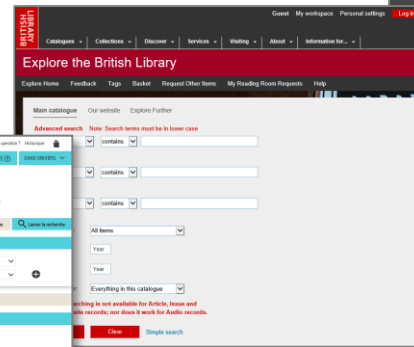 BRITISH
LIBRARY
Guest My workspace Personal settings Log in
Catalogues Collections Discover Services Visiting About Information for...
Explore the British Library
Explore Home Feedback Tags Basket Request Other Items My Reading Room Requests Help
Main catalogue Our website Explore Further
Advanced search Note: Search items must be in lower case
contains
contains
contains
All items
Year
Year
Everything in this catalogue
rching is not available for Article, Issue and
site records; nor does it work for Audio records.
Clear Simple search
question 1 Historique
DANS UNIVERS
Lancer la recherche